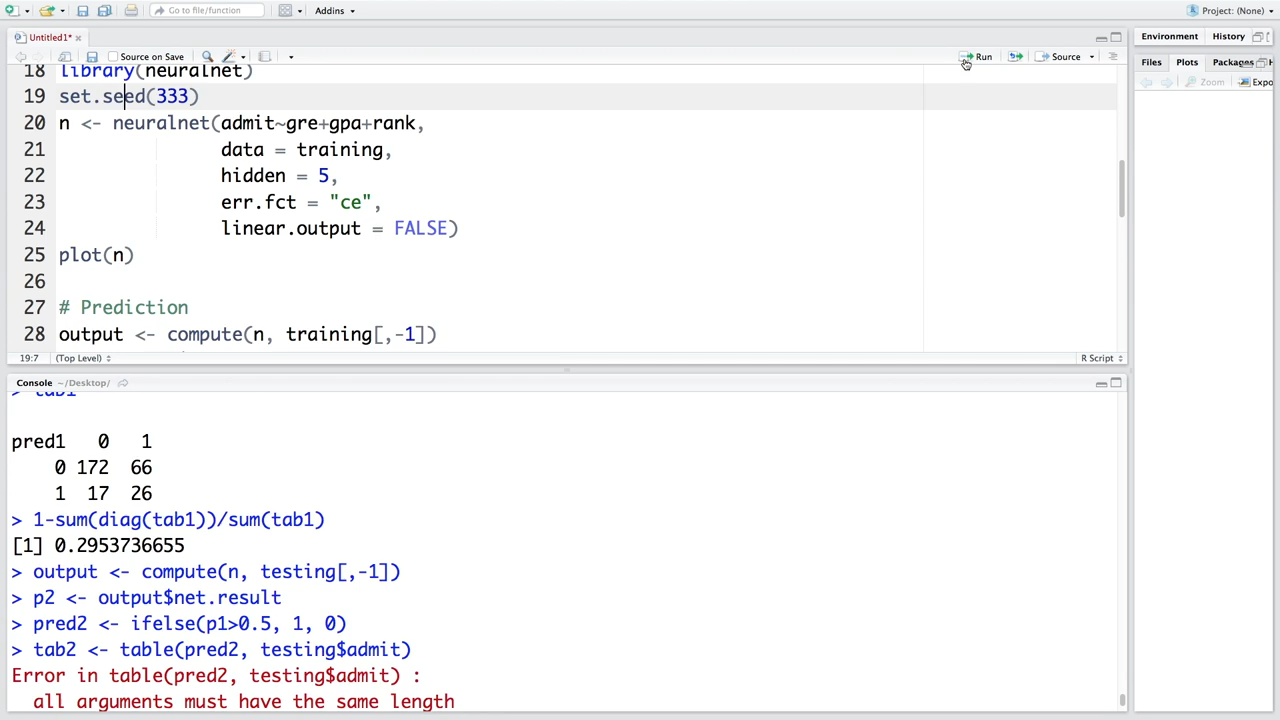 Go to file/function
Addins
Project: (None)
Untitled1*
Source on Save
Run
Source
18 library(neuralnet)
19 set.seed(333)
20 n <- neuralnet(admit~gre+gpa+rank,
21 data = training,
22 hidden = 5,
23 err.fct = "ce",
24 linear.output = FALSE)
25 plot(n)
26
27 # Prediction
28 output <- compute(n, training[,-1])
19:7 (Top Level)
R Script
Console ~/Desktop/
> tab1
pred1 0 1
0 172 66
1 17 26
> 1-sum(diag(tab1))/sum(tab1)
[1] 0.2953736655
> output <- compute(n, testing[,-1])
> p2 <- output$net.result
> pred2 <- ifelse(p1>0.5, 1, 0)
> tab2 <- table(pred2, testing$admit)
Error in table(pred2, testing$admit) :
all arguments must have the same length
Environment History
Files Plots Packages
Zoom Expo